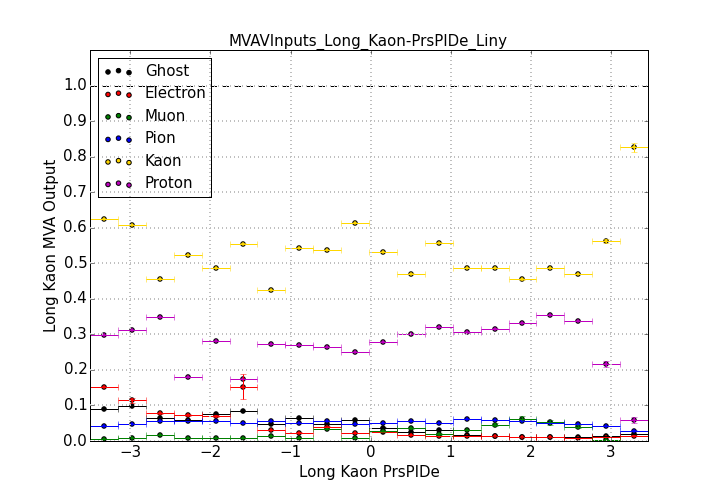 MVAVInputs_Long_Kaon-PrsPIDe_Liny
1.0
0.9
0.8
0.7
0.6
0.5
0.4
0.3
0.2
0.1
0.0
Long Kaon MVA Output
Ghost
Electron
Muon
Pion
Kaon
Proton
−3 −2 −1 0 1 2 3
Long Kaon PrsPIDe